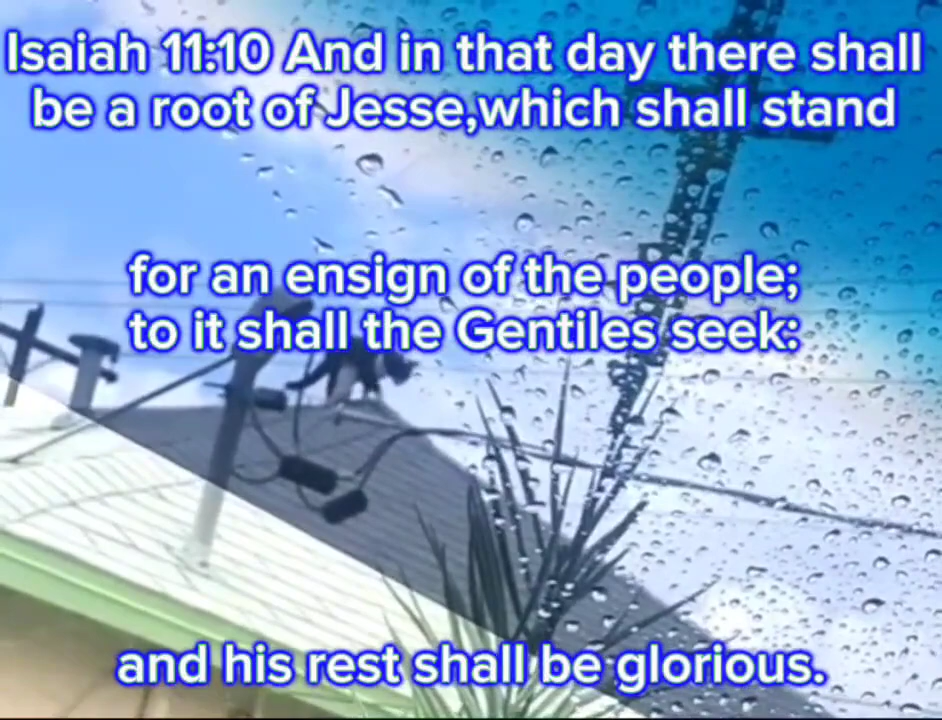 Isaiah 11:10 And in that day there shall
be a root of Jesse,which shall stand
for an ensign of the people;
to it shall the Gentiles seek:
and his rest shall be glorious.